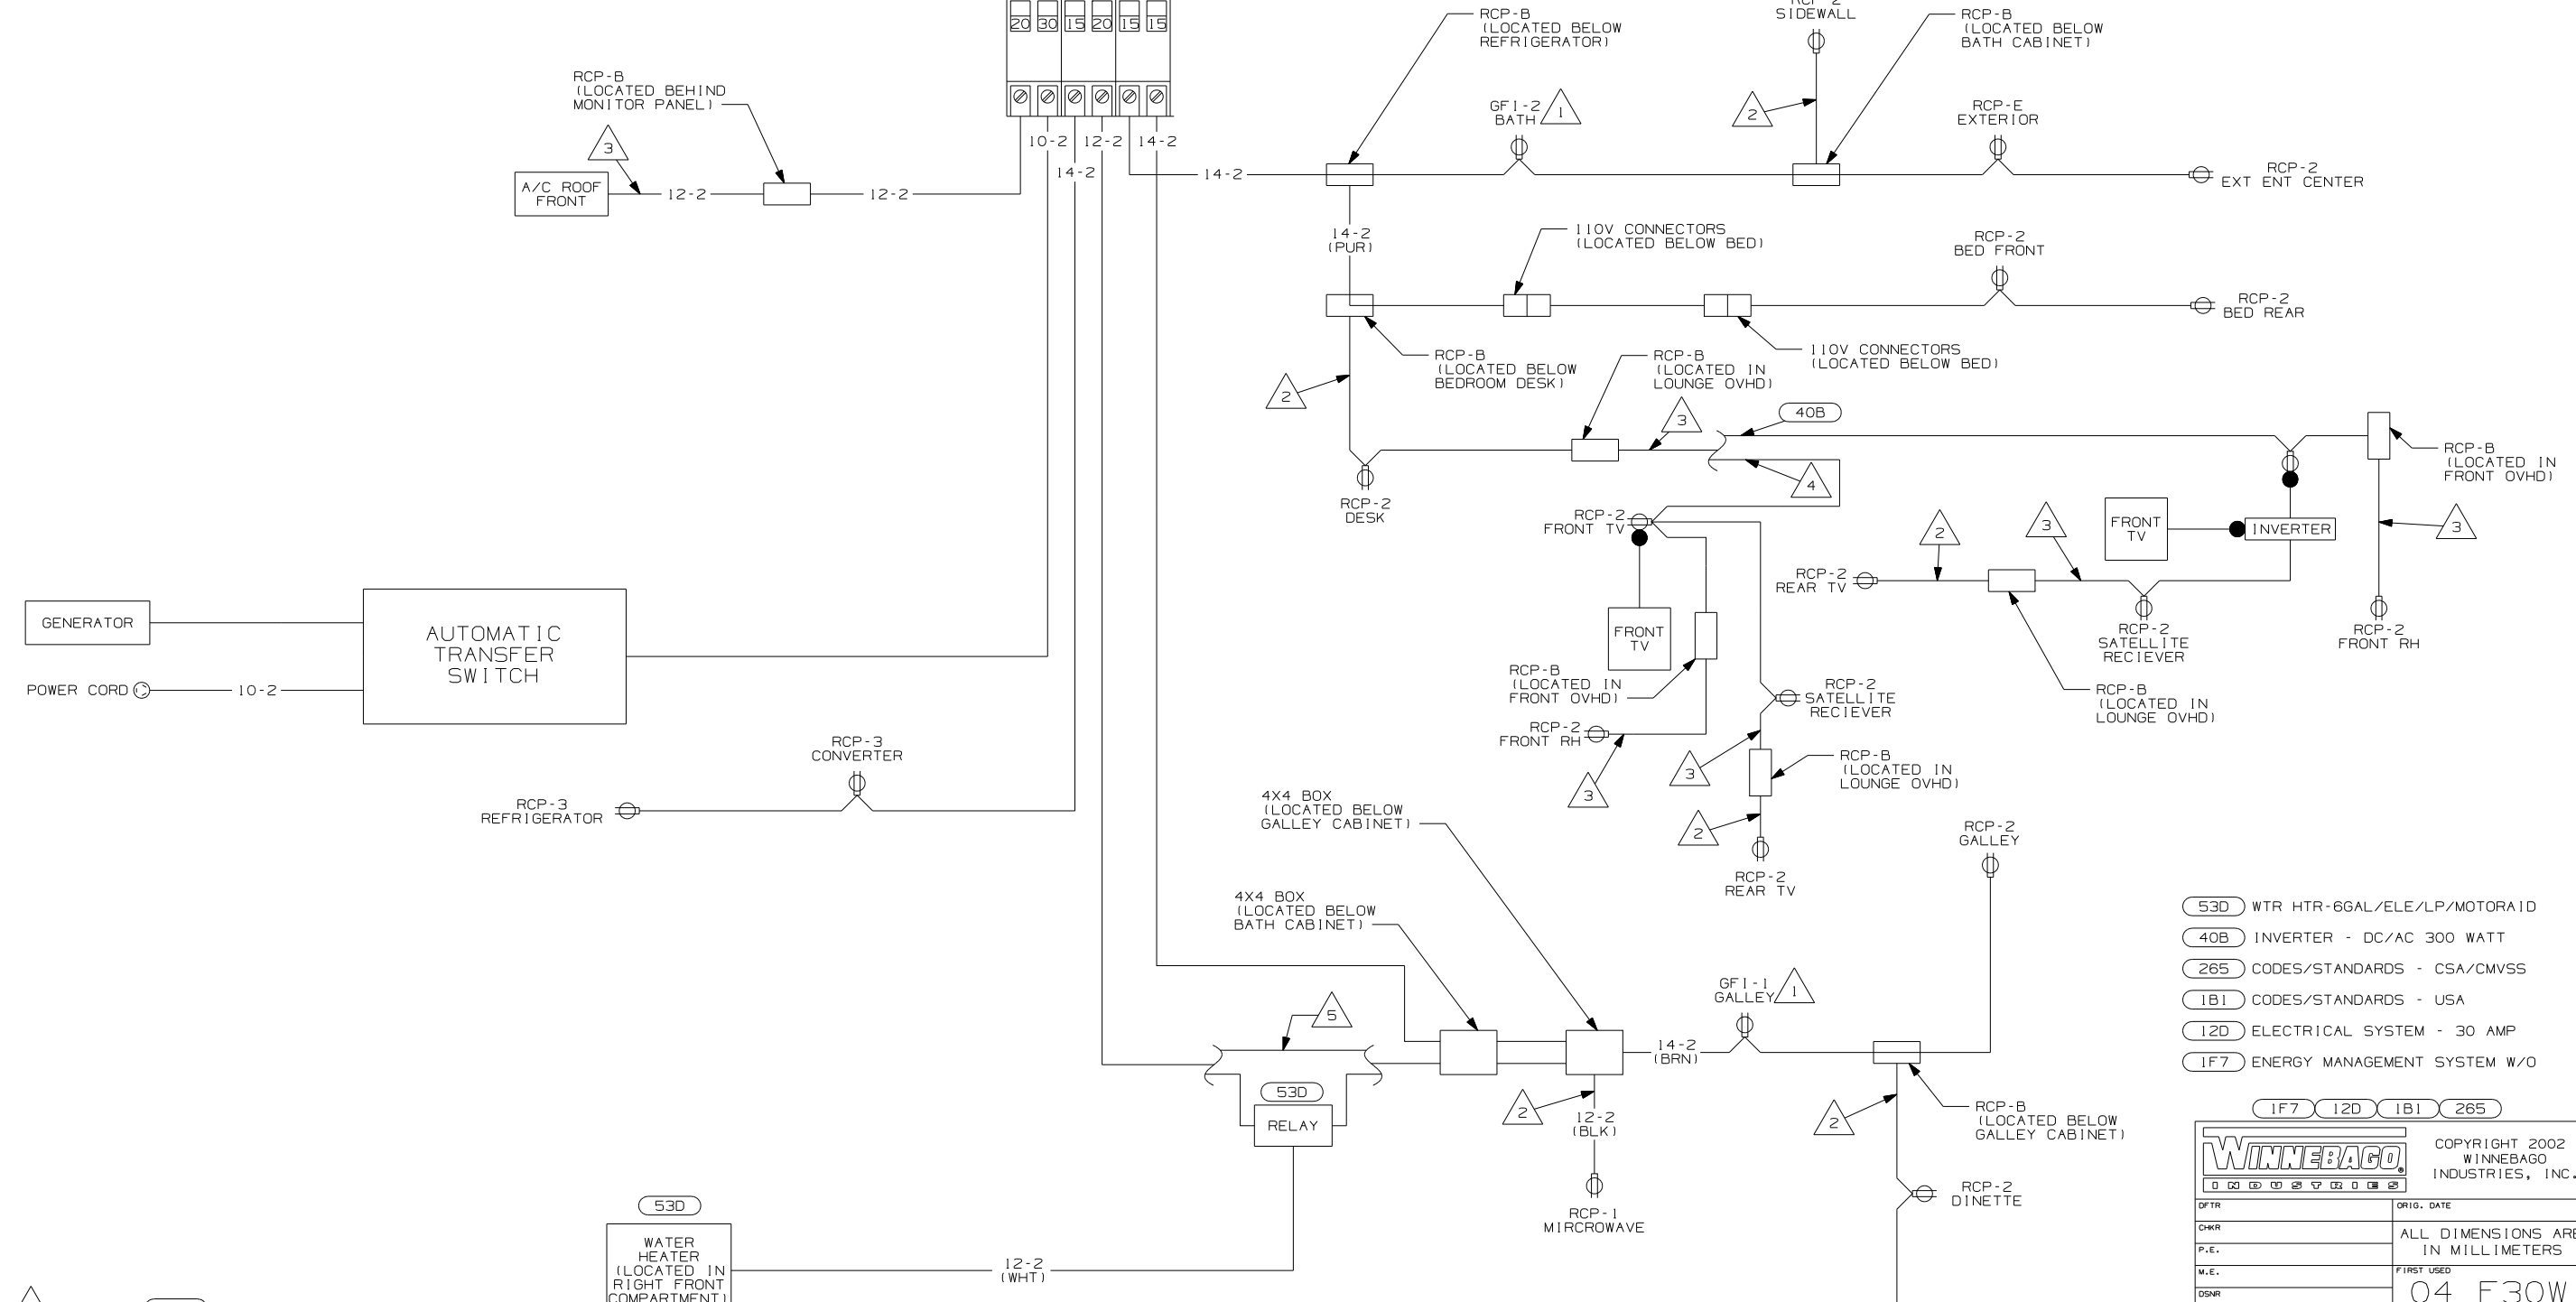 20 30 15 20 15 15
RCP-B
(LOCATED BEHIND
MONITOR PANEL)
3
A/C ROOF
FRONT
12-2
12-2
10-2
12-2
14-2
14-2
14-2
RCP-B
(LOCATED BELOW
REFRIGERATOR)
GFI-2
BATH
1
SIDEWALL
2
RCP-B
(LOCATED BELOW
BATH CABINET)
RCP-E
EXTERIOR
RCP-2
EXT ENT CENTER
14-2
(PUR)
110V CONNECTORS
(LOCATED BELOW BED)
RCP-2
BED FRONT
RCP-2
BED REAR
RCP-B
(LOCATED BELOW
BEDROOM DESK)
110V CONNECTORS
(LOCATED BELOW BED)
2
RCP-B
(LOCATED IN
LOUNGE OVHD)
3
40B
4
RCP-2
DESK
RCP-B
(LOCATED IN
FRONT OVHD)
3
RCP-2
FRONT TV
FRONT
TV
INVERTER
2
3
RCP-2
REAR TV
RCP-2
SATELLITE
RECIEVER
RCP-2
FRONT RH
RCP-B
(LOCATED IN
LOUNGE OVHD)
FRONT
TV
RCP-B
(LOCATED IN
FRONT OVHD)
RCP-2
SATELLITE
RECIEVER
RCP-2
FRONT RH
3
3
RCP-B
(LOCATED IN
LOUNGE OVHD)
2
RCP-2
REAR TV
GENERATOR
POWER CORD
10-2
AUTOMATIC
TRANSFER
SWITCH
RCP-3
CONVERTER
RCP-3
REFRIGERATOR
4X4 BOX
(LOCATED BELOW
GALLEY CABINET)
4X4 BOX
(LOCATED BELOW
BATH CABINET)
RCP-2
GALLEY
GFI-1
GALLEY
1
5
14-2
(BRN)
53D
RELAY
2
12-2
(BLK)
RCP-1
MIRCROWAVE
2
RCP-B
(LOCATED BELOW
GALLEY CABINET)
RCP-2
DINETTE
53D
WATER
HEATER
(LOCATED IN
RIGHT FRONT
COMPARTMENT)
12-2
(WHT)
53D WTR HTR-6GAL/ELE/LP/MOTORAID
40B INVERTER - DC/AC 300 WATT
265 CODES/STANDARDS - CSA/CMVSS
1B1 CODES/STANDARDS - USA
12D ELECTRICAL SYSTEM - 30 AMP
1F7 ENERGY MANAGEMENT SYSTEM W/O
1F7 12D 1B1 265
WINNEBAGO
INDUSTRIES
COPYRIGHT 2002
WINNEBAGO
INDUSTRIES, INC.
DFTR
ORIG. DATE
CHKR
ALL DIMENSIONS ARE
IN MILLIMETERS
P.E.
M.E.
FIRST USED
DSNR
04 F30W